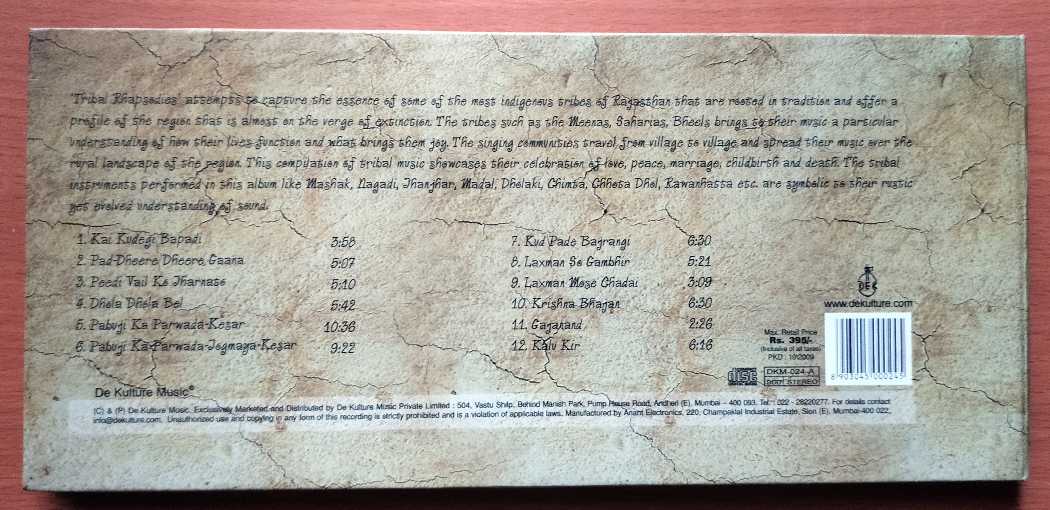 'Tribal Rhapsodies' attempts to capture the essence of some of the most indigenous tribes of Rajasthan that are rooted in tradition and offer a
profile of the region that is almost on the verge of extinction. The tribes such as the Meenas, Saharias, Bheels brings to their music a particular
understanding of how their lives function and what brings them joy. The singing communities travel from village to village and spread their music over the
rural landscape of the region. This compilation of tribal music showcases their celebration of love, peace, marriage, childbirth and death. The tribal
instruments performed in this album like Mashak, Nagadi, Jhanjhar, Madal, Dholaki, Chimta, Chhota Dhol, Rawanhatta etc. are symbolic to their rustic
yet evolved understanding of sound.
1. Kai Kudegi Bapadi 3:58
2. Pad-Dheere Dheere Gaana 5:07
3. Peedi Vail Ke Jharnase 5:10
4. Dhola Dhola Bel 5:42
5. Pabuji Ka Parwada-Kesar 10:36
6. Pabuji Ka Parwada-Jogmaya-Kesar 9:22
7. Kud Pade Bajrangi 6:30
8. Laxman Se Gambhir 5:21
9. Laxman Mose Ghadai 3:09
10. Krishna Bhajan 6:30
11. Gajanand 2:26
12. Kalu Kir 6:16
www.dekulture.com
Max. Retail Price
Rs. 395/-
(Inclusive of all taxes)
PKD : 10/2009
disc
DKM-024-A
STEREO
8 903045 000245
De Kulture Music®
(C) & (P) De Kulture Music. Exclusively Marketed and Distributed by De Kulture Music Private Limited : 504, Vastu Shilp, Behind Manish Park, Pump House Road, Andheri (E), Mumbai – 400 093. Tel. : 022 - 28220277. For details contact
info@dekulture.com. Unauthorized use and copying in any form of this recording is strictly prohibited and is a violation of applicable laws. Manufactured by Anant Electronics, 220, Champaklal Industrial Estate, Sion (E), Mumbai-400 022.